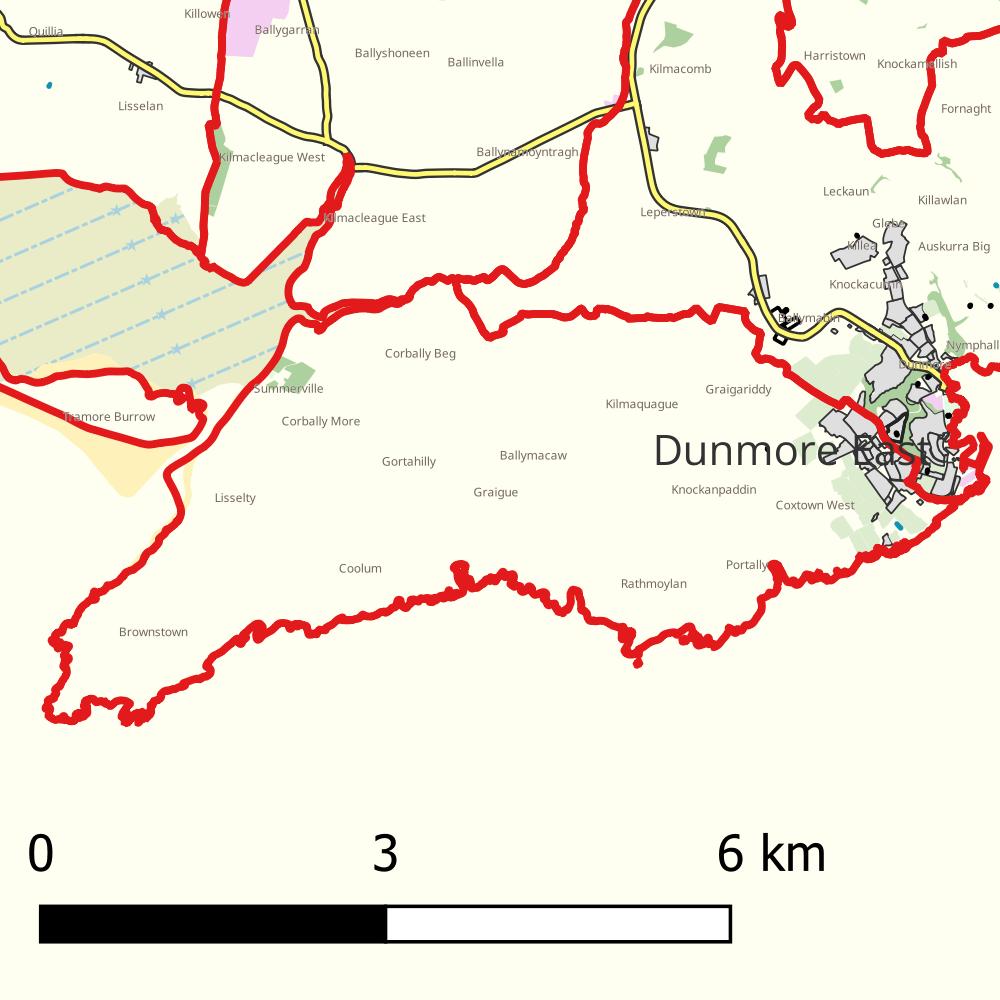 Killowen
Quillia
Ballygarran
Ballyshoneen
Ballinvella
Harristown
Knockamollish
Kilmacomb
Lisselan
Fornaght
Ballynamoyntragh
Kilmacleague West
Leckaun
Killawlan
Leperstown
Kilmacleague East
Glebe
Killea
Auskurra Big
Knockacurrin
Ballymabin
Nymphall
Corbally Beg
Dunmore
Summerville
Graigariddy
Kilmaquague
Tramore Burrow
Corbally More
Dunmore East
Ballymacaw
Gortahilly
Knockanpaddin
Graigue
Lisselty
Coxtown West
Coolum
Portally
Rathmoylan
Brownstown
0 3 6 km